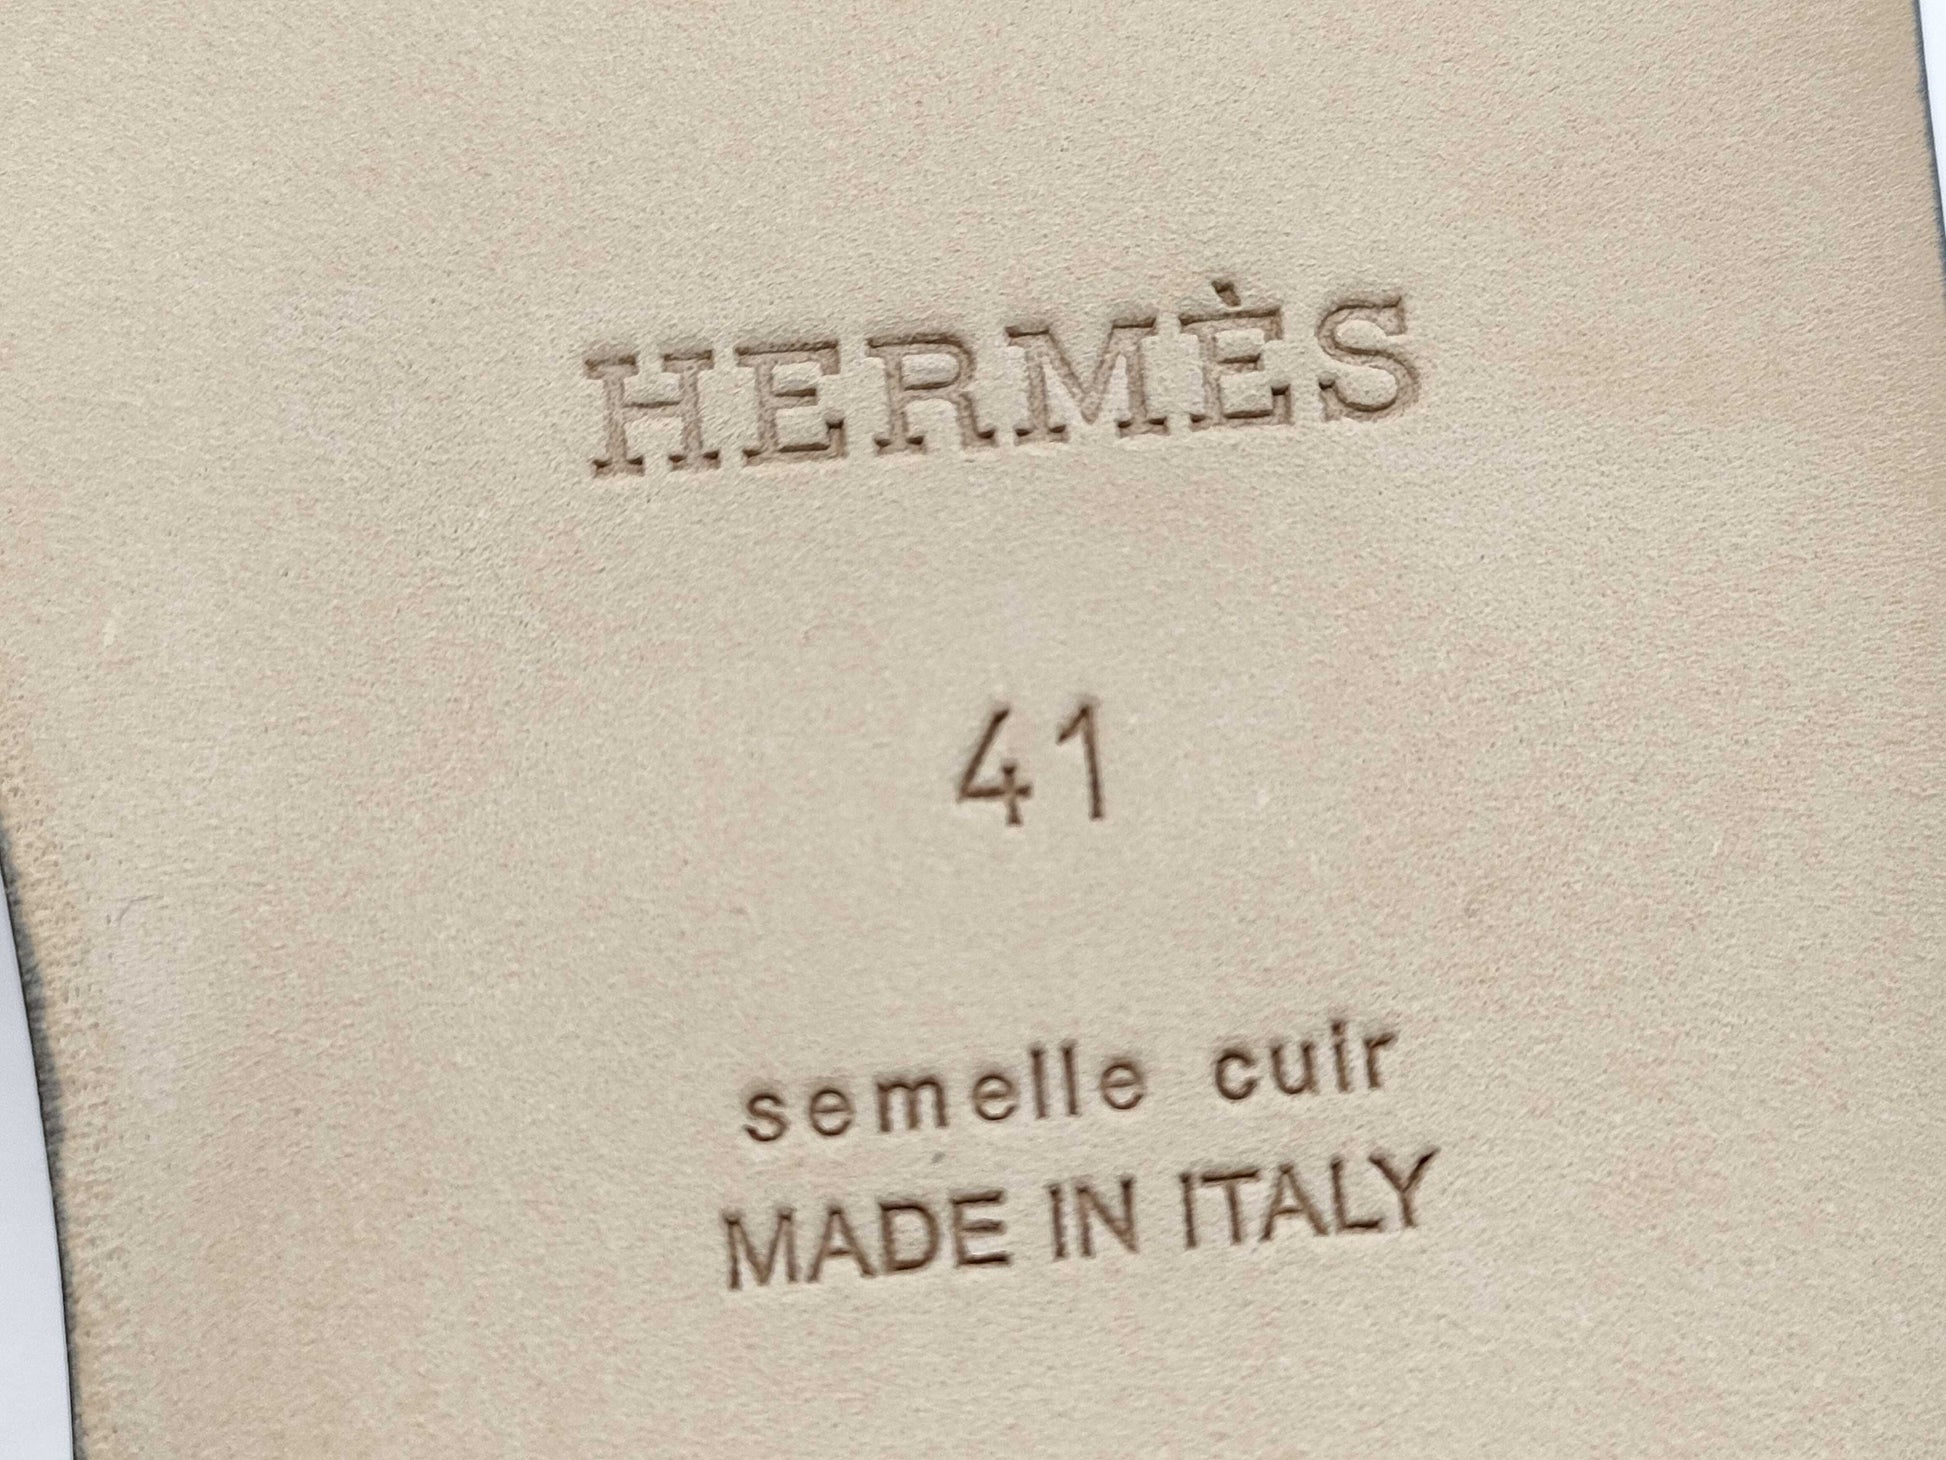 HERMÈS
41
semelle cuir
MADE IN ITALY